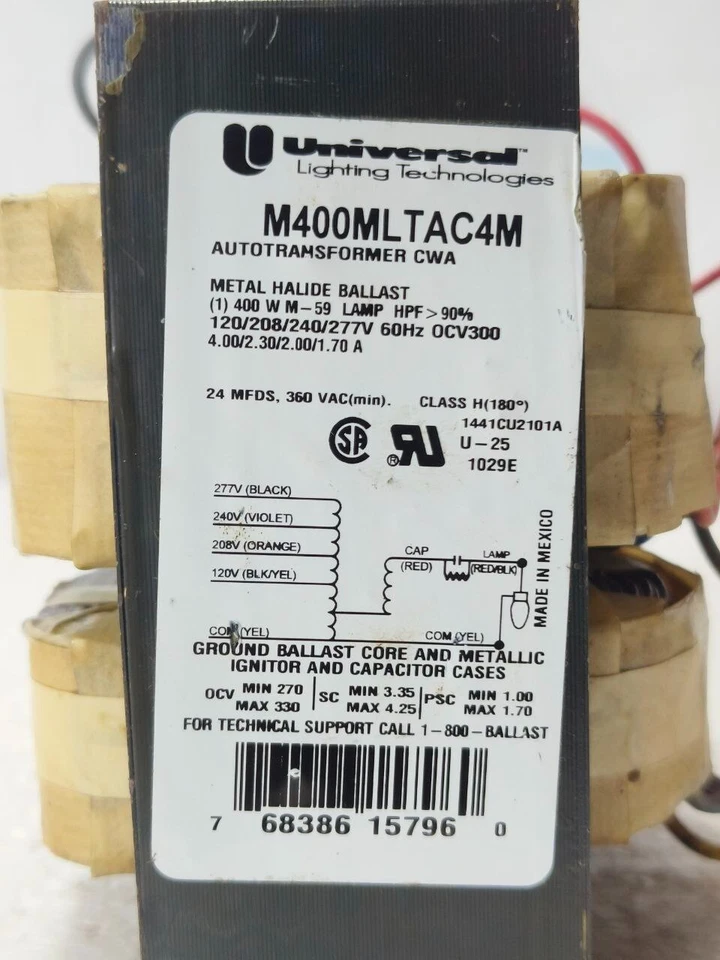 Universal™
Lighting Technologies
M400MLTAC4M
AUTOTRANSFORMER CWA
METAL HALIDE BALLAST
(1) 400 W M-59 LAMP HPF>90%
120/208/240/277V 60Hz OCV300
4.00/2.30/2.00/1.70 A
24 MFDS, 360 VAC(min). CLASS H(180°)
1441CU2101A
SA ® RU U-25
1029E
277V (BLACK)
240V (VIOLET)
208V (ORANGE)
120V (BLK/YEL)
CAP LAMP
(RED) (RED/BLK)
MADE IN MEXICO
COM (YEL) COM (YEL)
GROUND BALLAST CORE AND METALLIC
IGNITOR AND CAPACITOR CASES
OCV MIN 270 SC MIN 3.35 PSC MIN 1.00
MAX 330 MAX 4.25 MAX 1.70
FOR TECHNICAL SUPPORT CALL 1-800-BALLAST
7 68386 15796 0